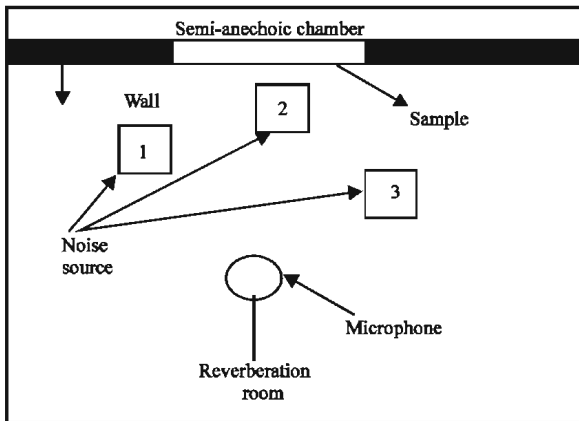 Semi-anechoic chamber
Wall
2
Sample
1
3
Noise
source
Microphone
Reverberation
room